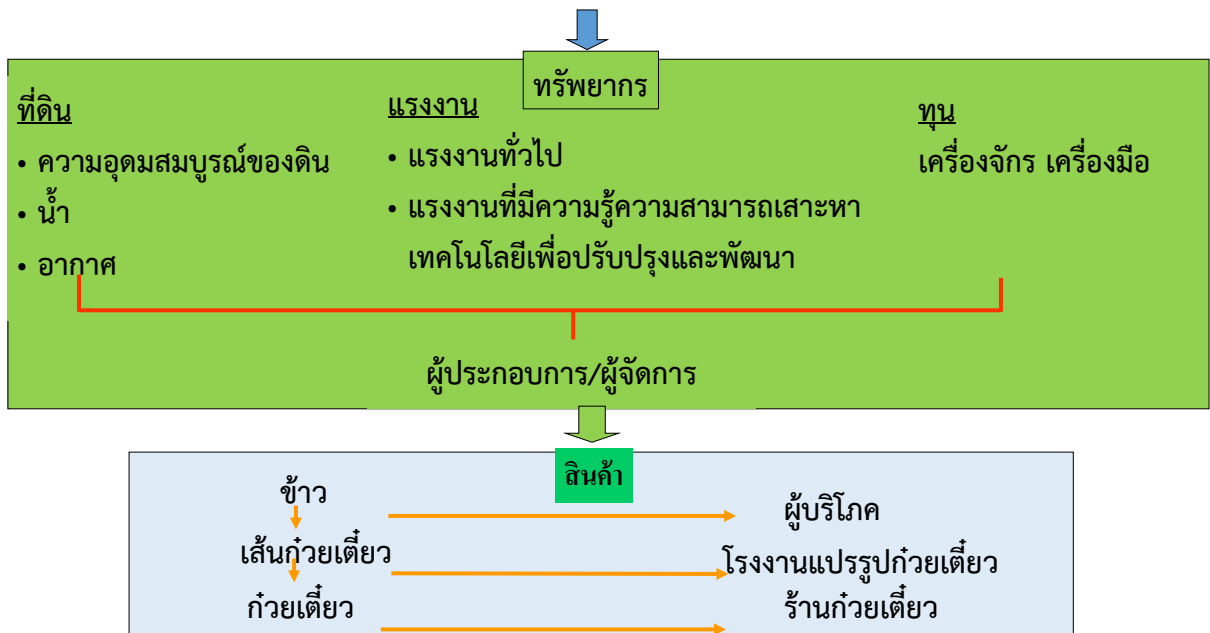 ทรัพยากร
ที่ดิน
• ความอุดมสมบูรณ์ของดิน
• น้ำ
• อากาศ
แรงงาน
• แรงงานทั่วไป
• แรงงานที่มีความรู้ความสามารถเสาะหา
เทคโนโลยีเพื่อปรับปรุงและพัฒนา
ทุน
เครื่องจักร เครื่องมือ
ผู้ประกอบการ/ผู้จัดการ
สินค้า
ข้าว
ผู้บริโภค
เส้นก๋วยเตี๋ยว
โรงงานแปรรูปก๋วยเตี๋ยว
ก๋วยเตี๋ยว
ร้านก๋วยเตี๋ยว